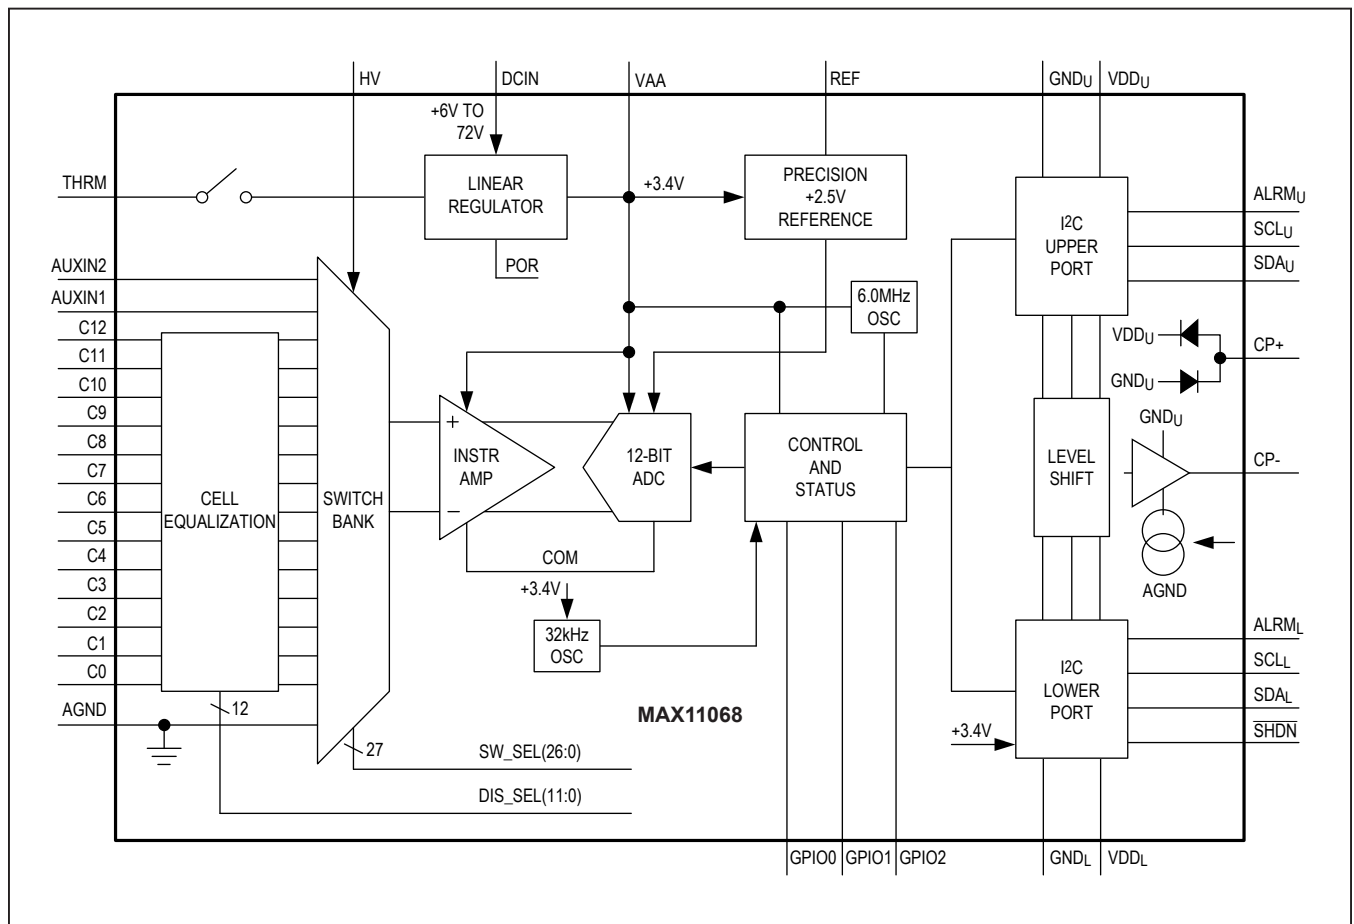 HV
DCIN
VAA
REF
GNDU
VDDU
+6V TO
72V
THRM
LINEAR
REGULATOR
+3.4V
PRECISION
+2.5V
REFERENCE
I2C
UPPER
PORT
ALRMU
SCLU
SDAU
POR
AUXIN2
AUXIN1
6.0MHz
OSC
C12
C11
C10
C9
C8
C7
C6
C5
C4
C3
C2
C1
C0
AGND
CELL
EQUALIZATION
SWITCH
BANK
+
INSTR
AMP
−
12-BIT
ADC
COM
CONTROL
AND
STATUS
VDDU
GNDU
CP+
LEVEL
SHIFT
GNDU
CP-
AGND
+3.4V
32kHz
OSC
MAX11068
I2C
LOWER
PORT
+3.4V
ALRML
SCLL
SDAL
SHDN
12
27
SW_SEL(26:0)
DIS_SEL(11:0)
GPIO0
GPIO1
GPIO2
GNDL
VDDL